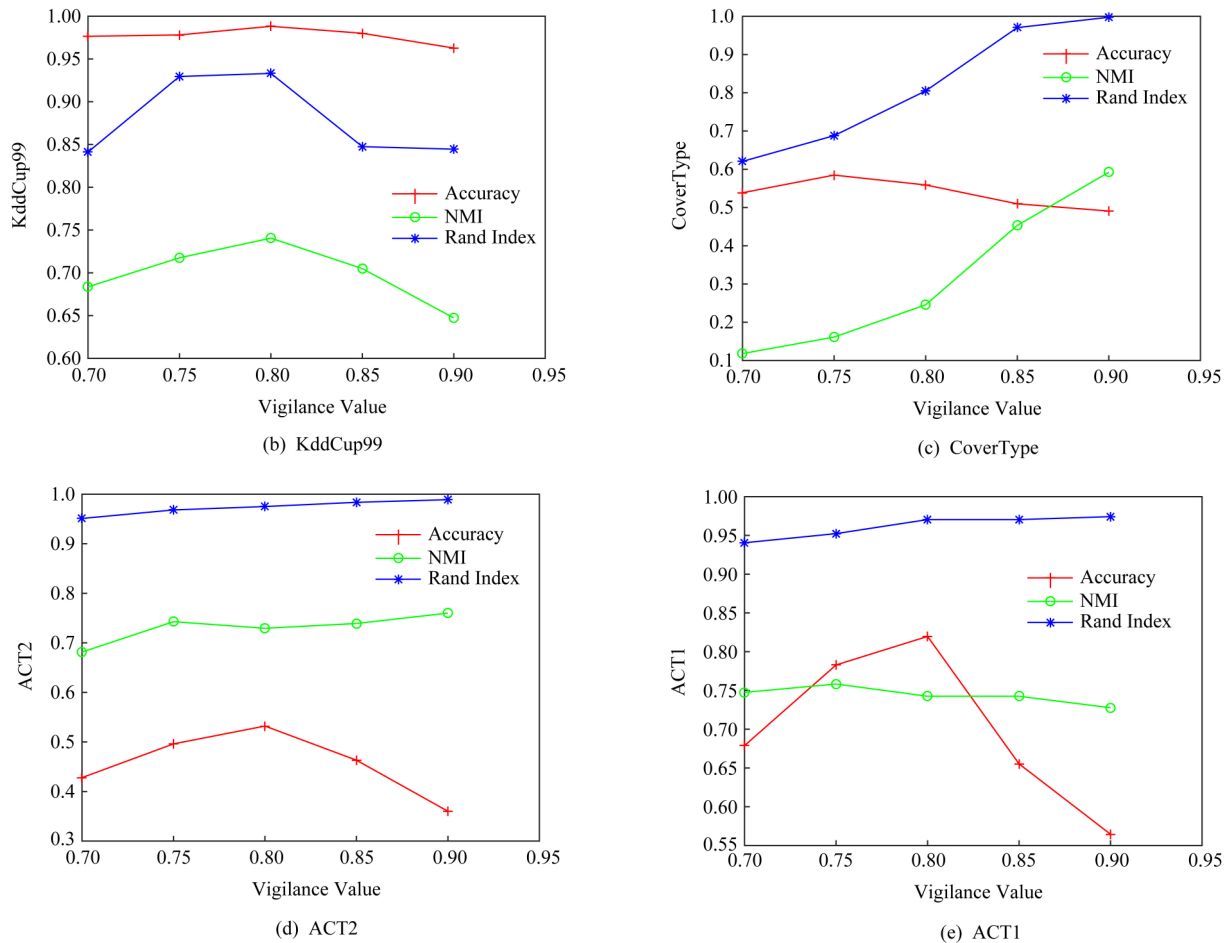 1.00
0.95
0.90
0.85
0.80
0.75
0.70
0.65
0.60
KddCup99
Accuracy
NMI
Rand Index
0.70 0.75 0.80 0.85 0.90 0.95
Vigilance Value
(b) KddCup99
1.0
0.9
0.8
0.7
0.6
0.5
0.4
0.3
0.2
0.1
CoverType
Accuracy
NMI
Rand Index
0.70 0.75 0.80 0.85 0.90 0.95
Vigilance Value
(c) CoverType
1.0
0.9
0.8
0.7
0.6
0.5
0.4
0.3
ACT2
Accuracy
NMI
Rand Index
0.70 0.75 0.80 0.85 0.90 0.95
Vigilance Value
(d) ACT2
1.00
0.95
0.90
0.85
0.80
0.75
0.70
0.65
0.60
0.55
ACT1
Accuracy
NMI
Rand Index
0.70 0.75 0.80 0.85 0.90 0.95
Vigilance Value
(e) ACT1